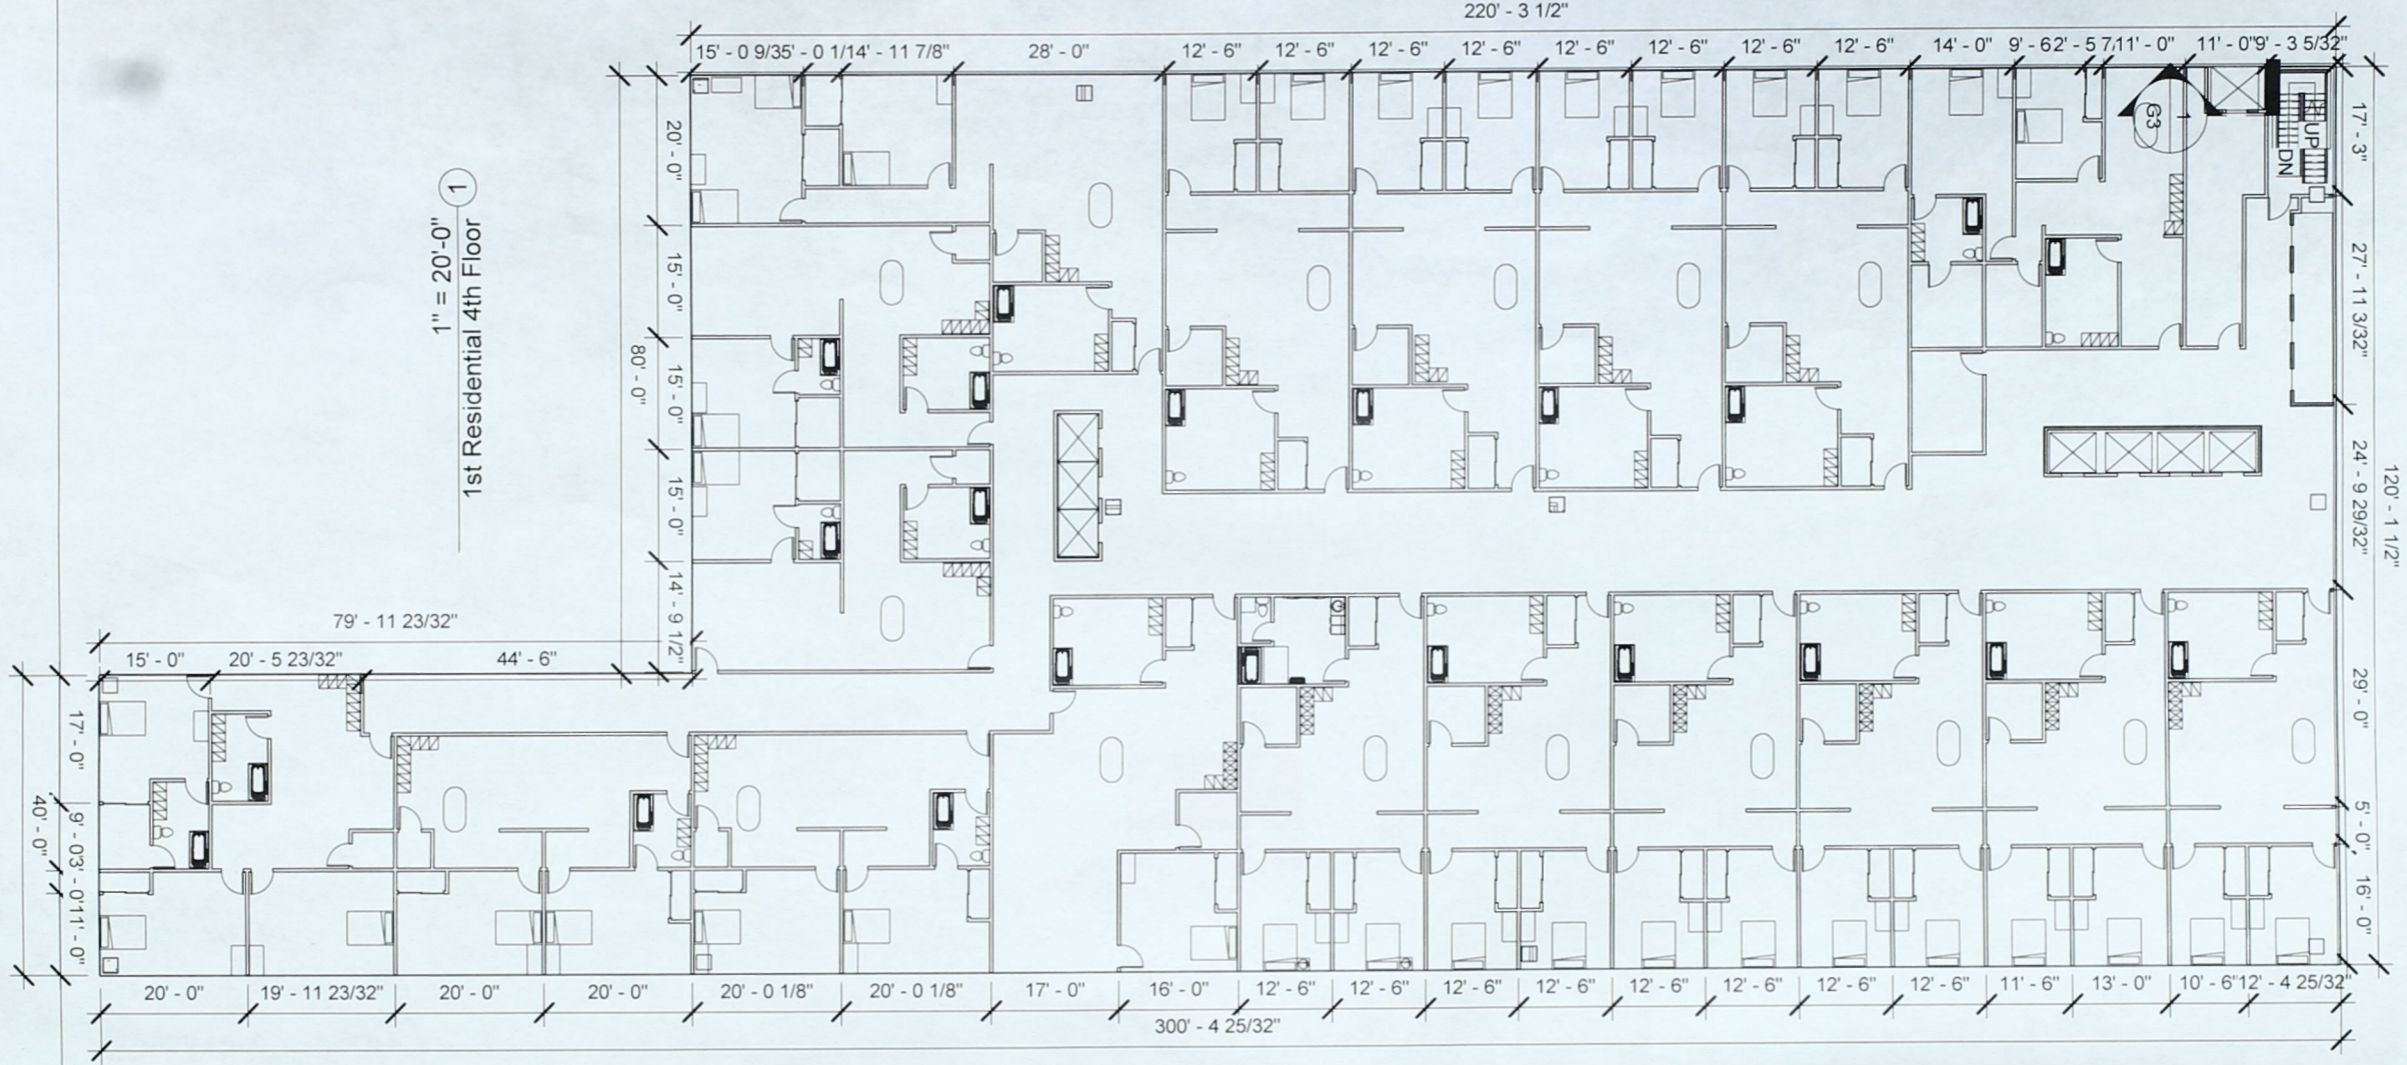 220' - 3 1/2"
15' - 0 9/35' - 0 1/14' - 11 7/8"
28' - 0"
12' - 6"
12' - 6"
12' - 6"
12' - 6"
12' - 6"
12' - 6"
12' - 6"
12' - 6"
14' - 0"
9' - 62' - 5 7/11' - 0"
11' - 0"9' - 3 5/32"
20' - 0"
15' - 0"
15' - 0"
15' - 0"
14' - 9 1/2"
80' - 0"
1
1" = 20'-0"
1st Residential 4th Floor
1
G3
UP
DN
17' - 3"
27' - 11 3/32"
24' - 9 29/32"
29' - 0"
5' - 0"
16' - 0"
120' - 1 1/2"
79' - 11 23/32"
15' - 0"
20' - 5 23/32"
44' - 6"
17' - 0"
9' - 0"
3' - 0"
11' - 0"
40' - 0"
20' - 0"
19' - 11 23/32"
20' - 0"
20' - 0"
20' - 0 1/8"
20' - 0 1/8"
17' - 0"
16' - 0"
12' - 6"
12' - 6"
12' - 6"
12' - 6"
12' - 6"
12' - 6"
12' - 6"
12' - 6"
11' - 6"
13' - 0"
10' - 6"
12' - 4 25/32"
300' - 4 25/32"